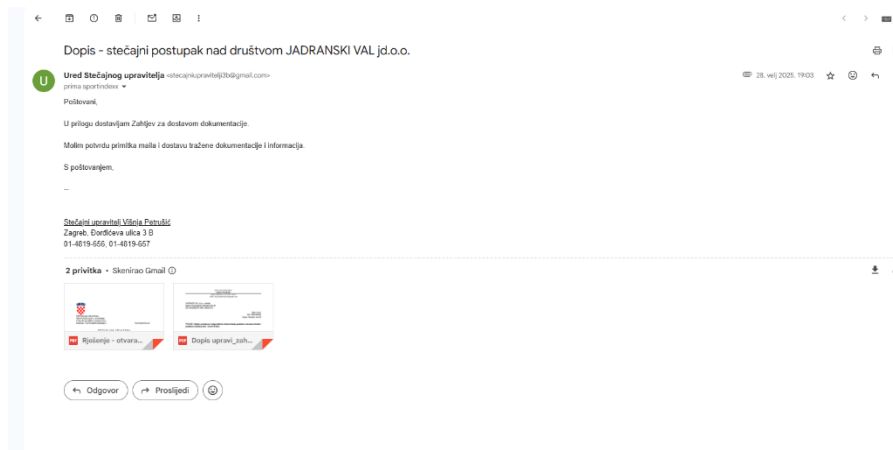 Dopis - stečajni postupak nad društvom JADRANSKI VAL jd.o.o.
U
Ured Stečajnog upravitelja <stecajniupravitelji3b@gmail.com>
28. velj 2025. 19:03
prima sportindexx
Poštovani,
U prilogu dostavljam Zahtjev za dostavom dokumentacije.
Molim potvrdu primitka maila i dostavu tražene dokumentacije i informacija.
S poštovanjem,
--
Stečajni upravitelj Višnja Petrušić
Zagreb, Đorđićeva ulica 3 B
01-4819-656, 01-4819-657
2 privitka • Skenirao Gmail
PDF Rješenje - otvara...
PDF Dopis upravi_zah...
Odgovor
Proslijedi